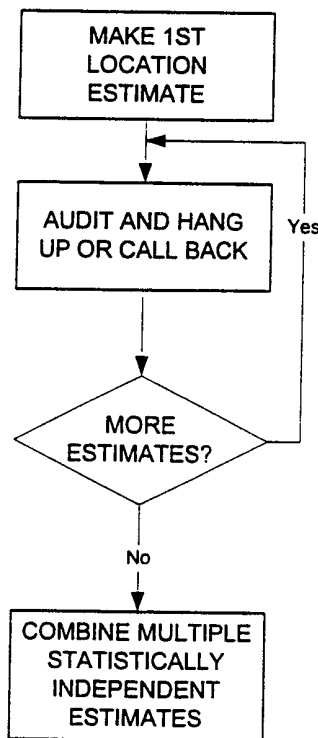 MAKE 1ST
LOCATION
ESTIMATE
AUDIT AND HANG
UP OR CALL BACK
Yes
MORE
ESTIMATES?
No
COMBINE MULTIPLE
STATISTICALLY
INDEPENDENT
ESTIMATES